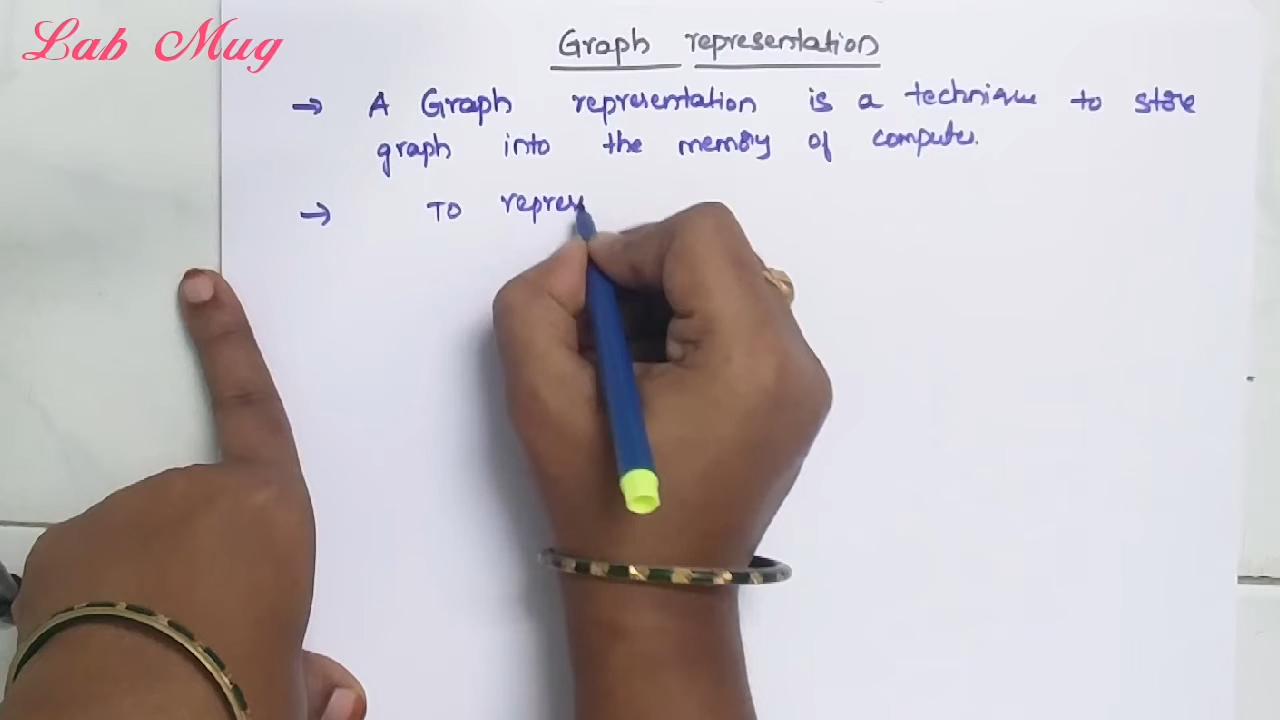 Lab Mug
Graph representation
→ A Graph representation is a technique to store
graph into the memory of computer.
→ To repres